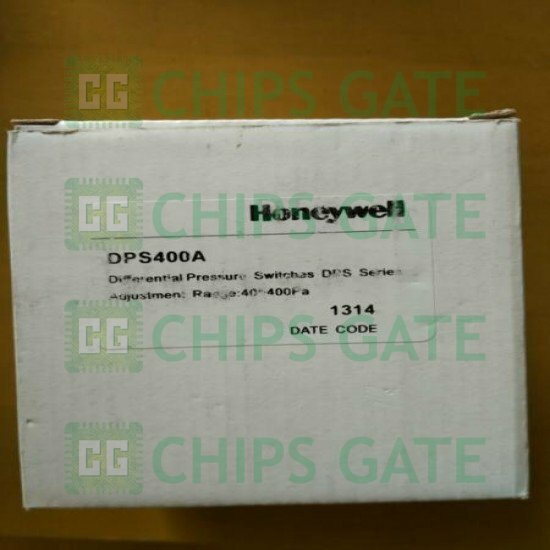 CG CHIPS GATE
CG CHIPS GATE
Honeywell
DPS400A
Differential Pressure Switches DPS Series
Adjustment Range:40~400Pa
1314
DATE CODE
CG CHIPS GATE
CG CHIPS GATE